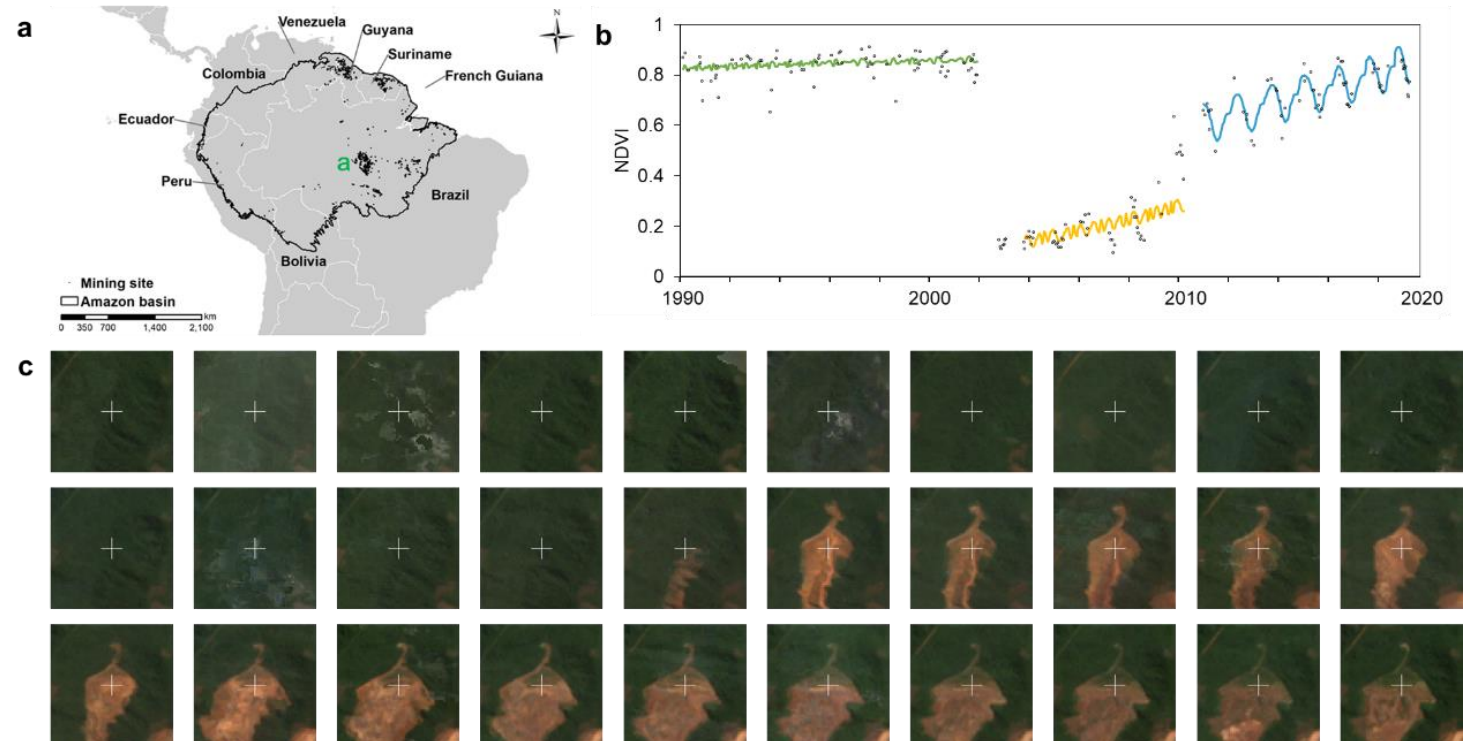 a
Venezuela
Guyana
Suriname
French Guiana
Colombia
Ecuador
Peru
a
Brazil
Bolivia
N
Mining site
Amazon basin
km
0 350 700 1,400 2,100
b
1
0.8
0.6
0.4
0.2
0
NDVI
1990 2000 2010 2020
c